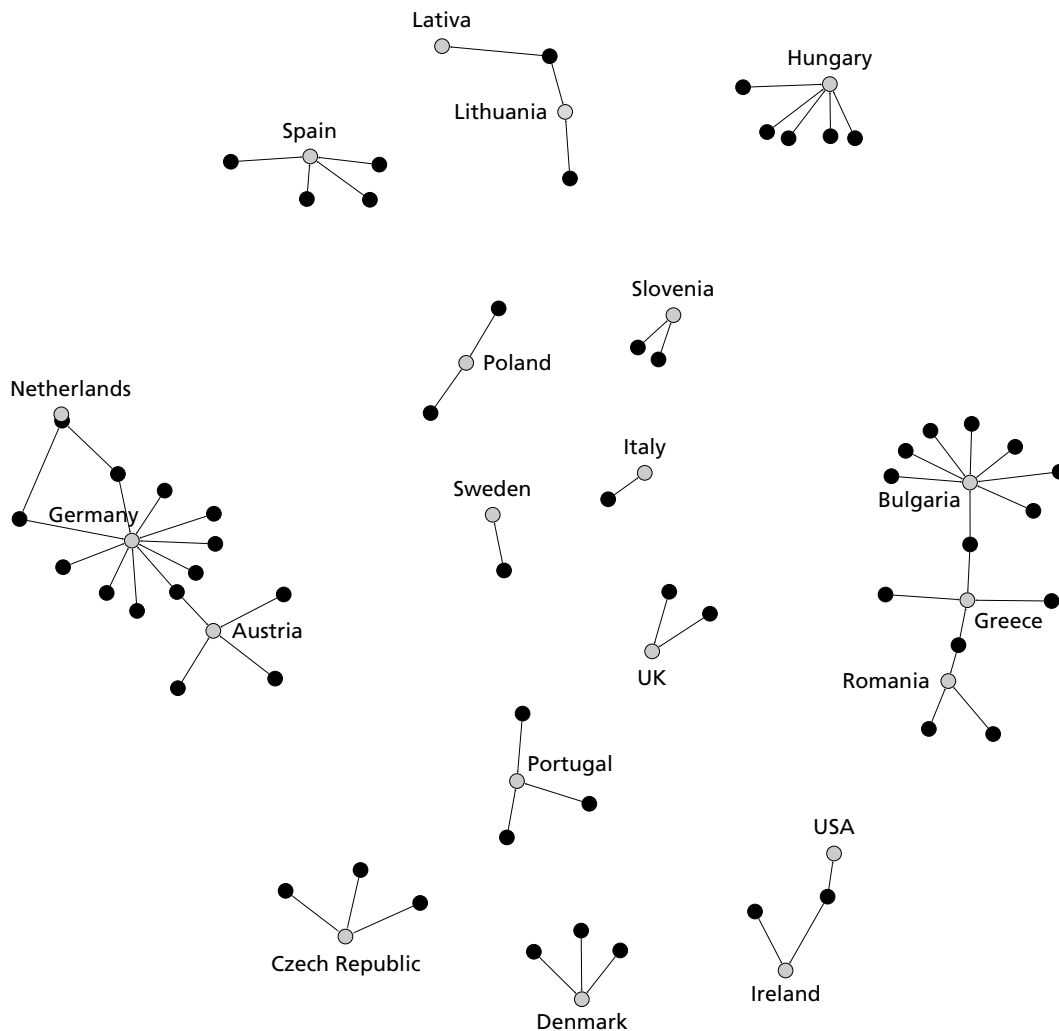 Lativa
Hungary
Lithuania
Spain
Slovenia
Poland
Netherlands
Italy
Sweden
Bulgaria
Germany
Greece
Austria
UK
Romania
Portugal
USA
Czech Republic
Ireland
Denmark